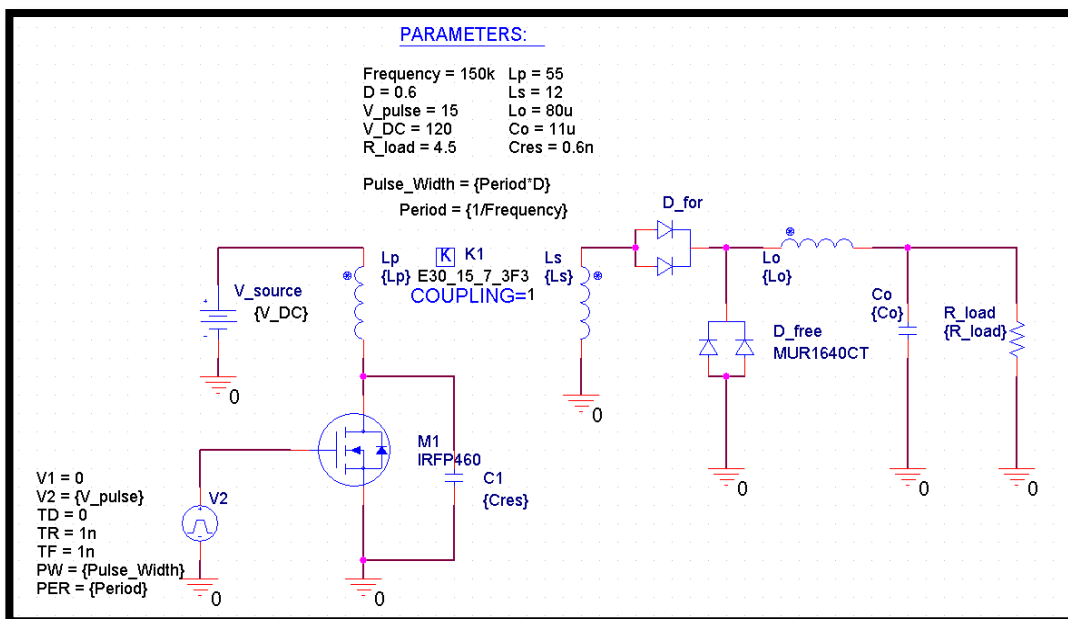 PARAMETERS:
Frequency = 150k Lp = 55
D = 0.6 Ls = 12
V_pulse = 15 Lo = 80u
V_DC = 120 Co = 11u
R_load = 4.5 Cres = 0.6n
Pulse_Width = {Period*D}
Period = {1/Frequency}
D_for
K K1
Lp
{Lp}
E30_15_7_3F3
COUPLING=1
Ls
{Ls}
Lo
{Lo}
V_source
{V_DC}
+
-
0
0
D_free
MUR1640CT
Co
{Co}
R_load
{R_load}
M1
IRFP460
C1
{Cres}
0
0
0
V1 = 0
V2 = {V_pulse}
TD = 0
TR = 1n
TF = 1n
PW = {Pulse_Width}
PER = {Period}
V2
0
0